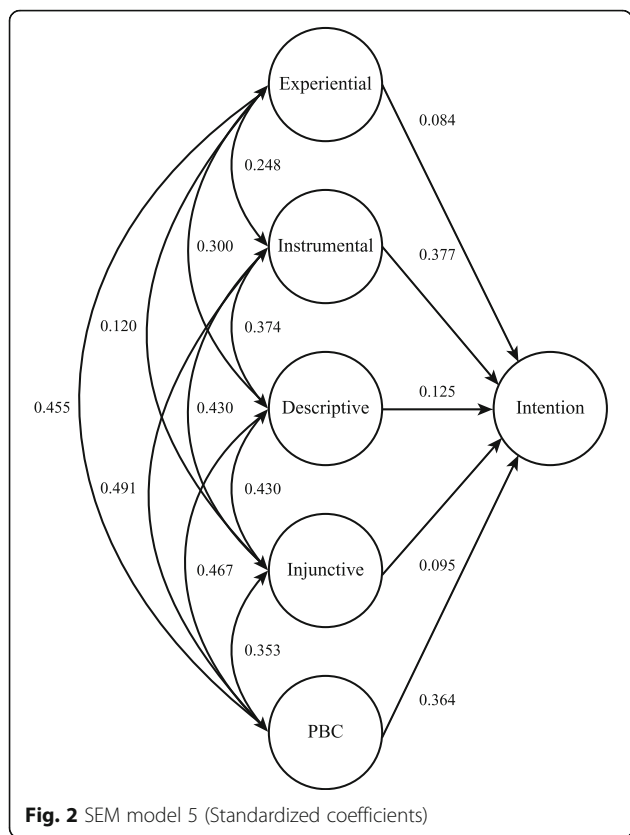 Experiential
0.084
0.248
Instrumental
0.300
0.377
0.120
0.374
0.455
0.430
Descriptive
0.125
Intention
0.491
0.430
0.467
Injunctive
0.095
0.353
0.364
PBC
Fig. 2 SEM model 5 (Standardized coefficients)